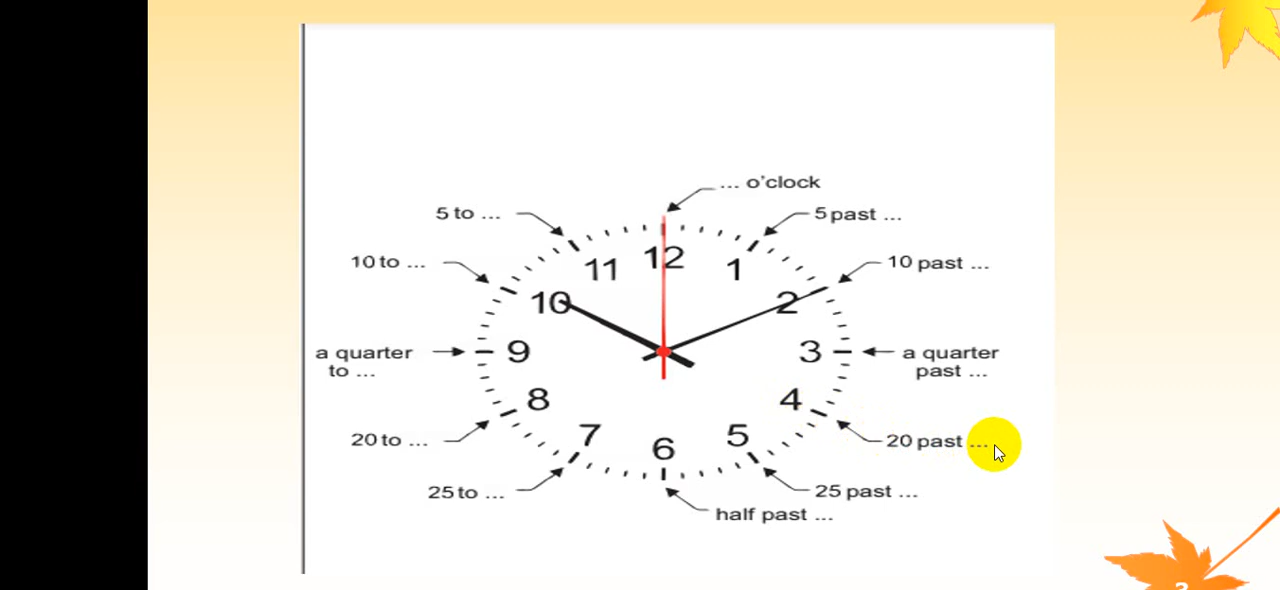 ... o'clock
5 to ...
5 past ...
10 to ...
10 past ...
12
11
1
10
2
a quarter
to ...
9
3
a quarter
past ...
8
4
20 to ...
20 past ...
7
5
6
25 to ...
25 past ...
half past ...